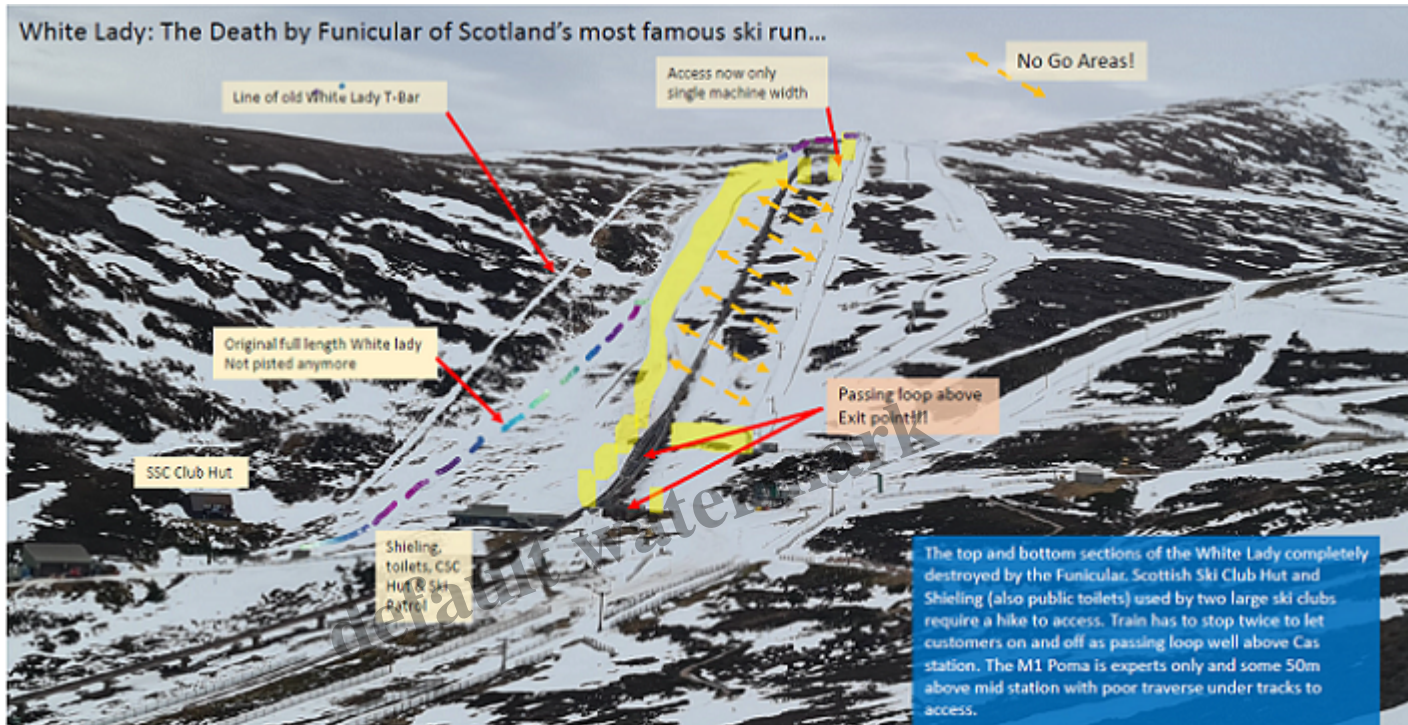 White Lady: The Death by Funicular of Scotland's most famous ski run...
No Go Areas!
Access now only
single machine width
Line of old White Lady T-Bar
Original full length White lady
Not pisted anymore
Passing loop above
Exit point!!!!
SSC Club Hut
Shieling,
toilets, CSC
Hut & Ski
Patrol
The top and bottom sections of the White Lady completely
destroyed by the Funicular. Scottish Ski Club Hut and
Shieling (also public toilets) used by two large ski clubs
require a hike to access. Train has to stop twice to let
customers on and off as passing loop well above Cas
station. The M1 Poma is experts only and some 50m
above mid station with poor traverse under tracks to
access.
default watermark